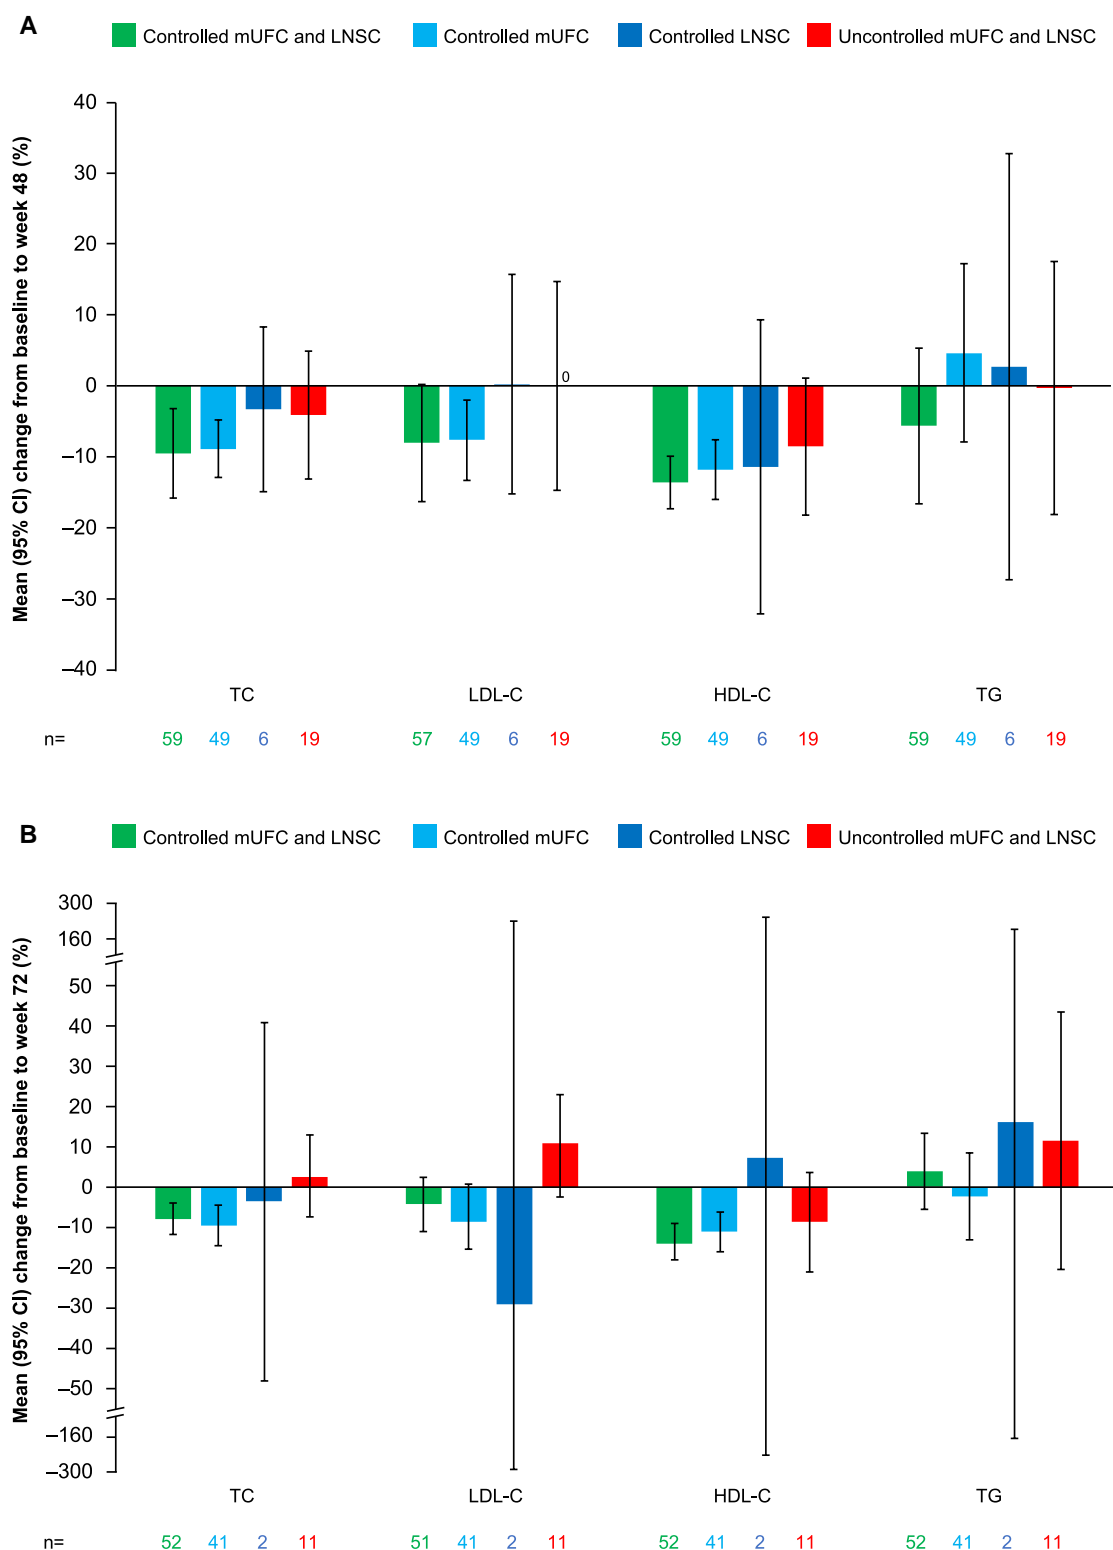 A
Controlled mUFC and LNSC Controlled mUFC Controlled LNSC Uncontrolled mUFC and LNSC
Mean (95% CI) change from baseline to week 48 (%)
40
30
20
10
0
0
–10
–20
–30
–40
TC LDL-C HDL-C TG
n= 59 49 6 19 57 49 6 19 59 49 6 19 59 49 6 19
B
Controlled mUFC and LNSC Controlled mUFC Controlled LNSC Uncontrolled mUFC and LNSC
Mean (95% CI) change from baseline to week 72 (%)
300
160
50
40
30
20
10
0
–10
–20
–30
–40
–50
–160
–300
TC LDL-C HDL-C TG
n= 52 41 2 11 51 41 2 11 52 41 2 11 52 41 2 11